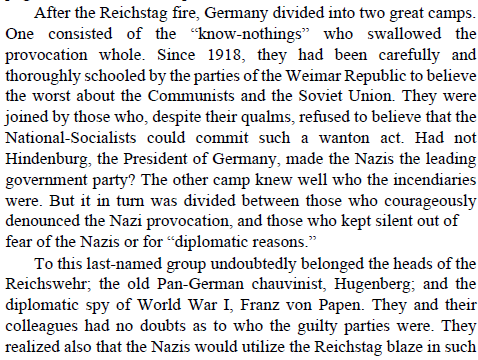 After the Reichstag fire, Germany divided into two great camps.
One consisted of the “know-nothings” who swallowed the
provocation whole. Since 1918, they had been carefully and
thoroughly schooled by the parties of the Weimar Republic to believe
the worst about the Communists and the Soviet Union. They were
joined by those who, despite their qualms, refused to believe that the
National-Socialists could commit such a wanton act. Had not
Hindenburg, the President of Germany, made the Nazis the leading
government party? The other camp knew well who the incendiaries
were. But it in turn was divided between those who courageously
denounced the Nazi provocation, and those who kept silent out of
fear of the Nazis or for “diplomatic reasons.”
To this last-named group undoubtedly belonged the heads of the
Reichswehr; the old Pan-German chauvinist, Hugenberg; and the
diplomatic spy of World War I, Franz von Papen. They and their
colleagues had no doubts as to who the guilty parties were. They
realized also that the Nazis would utilize the Reichstag blaze in such